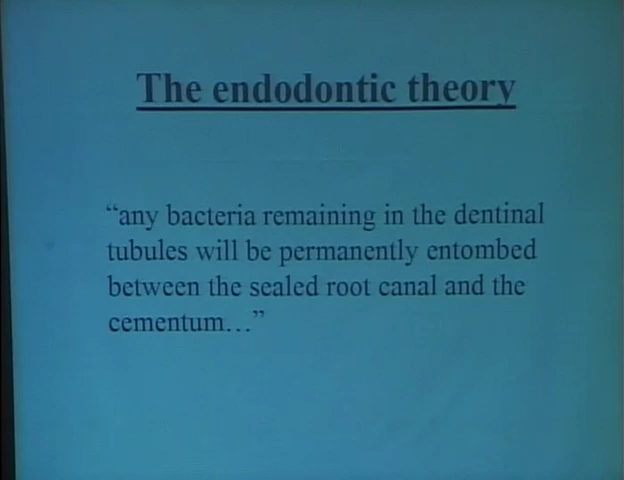 The endodontic theory
“any bacteria remaining in the dentinal
tubules will be permanently entombed
between the sealed root canal and the
cementum…”